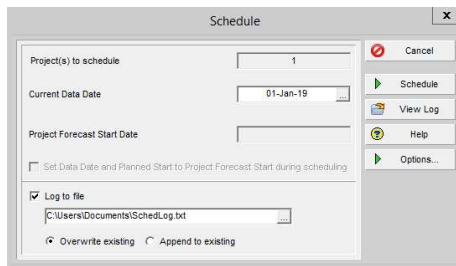 Schedule
x
Cancel
Project(s) to schedule 1
Schedule
Current Data Date 01-Jan-19 ...
View Log
Project Forecast Start Date
Help
Set Data Date and Planned Start to Project Forecast Start during scheduling
Options...
Log to file
C:\Users\Documents\SchedLog.txt ...
Overwrite existing Append to existing